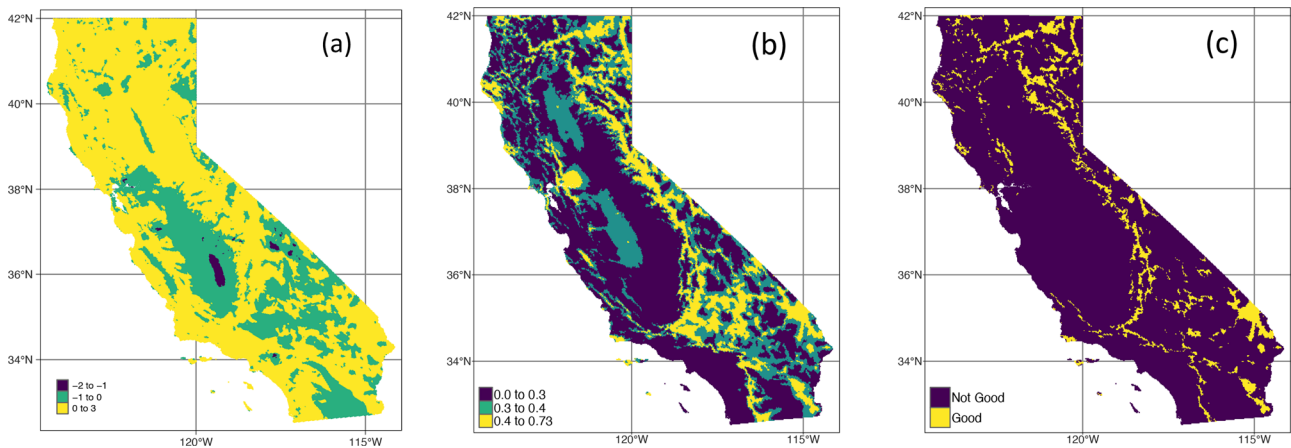 (a)
42°N
40°N
38°N
36°N
34°N
−2 to −1
−1 to 0
0 to 3
120°W
115°W
(b)
42°N
40°N
38°N
36°N
34°N
0.0 to 0.3
0.3 to 0.4
0.4 to 0.73
120°W
115°W
(c)
42°N
40°N
38°N
36°N
34°N
Not Good
Good
120°W
115°W